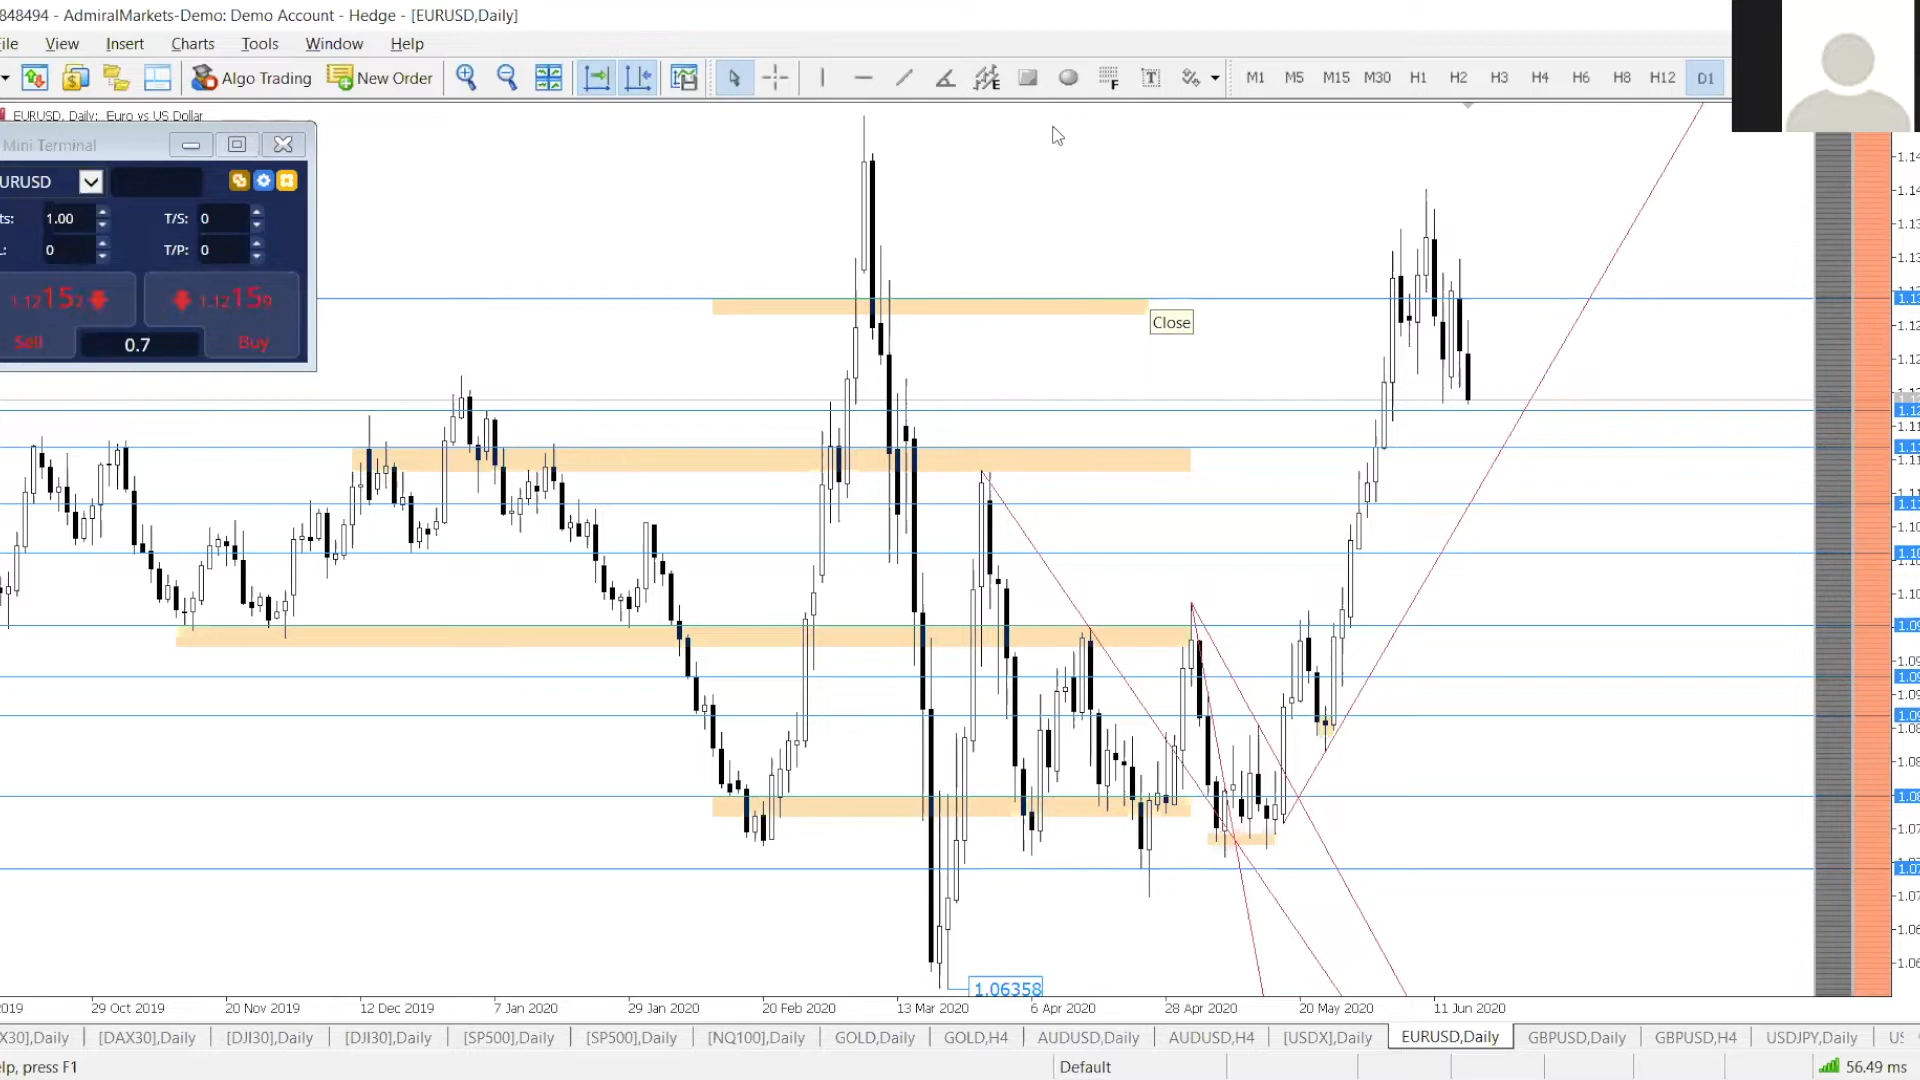 848494 - AdmiralMarkets-Demo: Demo Account - Hedge - [EURUSD,Daily]
ile View Insert Charts Tools Window Help
Algo Trading New Order M1 M5 M15 M30 H1 H2 H3 H4 H6 H8 H12 D1
EURUSD, Daily: Euro vs US Dollar
Mini Terminal
URUSD
ts: 1.00 T/S: 0
L: 0 T/P: 0
1.12152 1.12159
Sell 0.7 Buy
Close
1.06358
2019 29 Oct 2019 20 Nov 2019 12 Dec 2019 7 Jan 2020 29 Jan 2020 20 Feb 2020 13 Mar 2020 6 Apr 2020 28 Apr 2020 20 May 2020 11 Jun 2020
X30],Daily [DAX30],Daily [DJI30],Daily [DJI30],Daily [SP500],Daily [SP500],Daily [NQ100],Daily GOLD,Daily GOLD,H4 AUDUSD,Daily AUDUSD,H4 [USDX],Daily EURUSD,Daily GBPUSD,Daily GBPUSD,H4 USDJPY,Daily US
lp, press F1 Default 56.49 ms